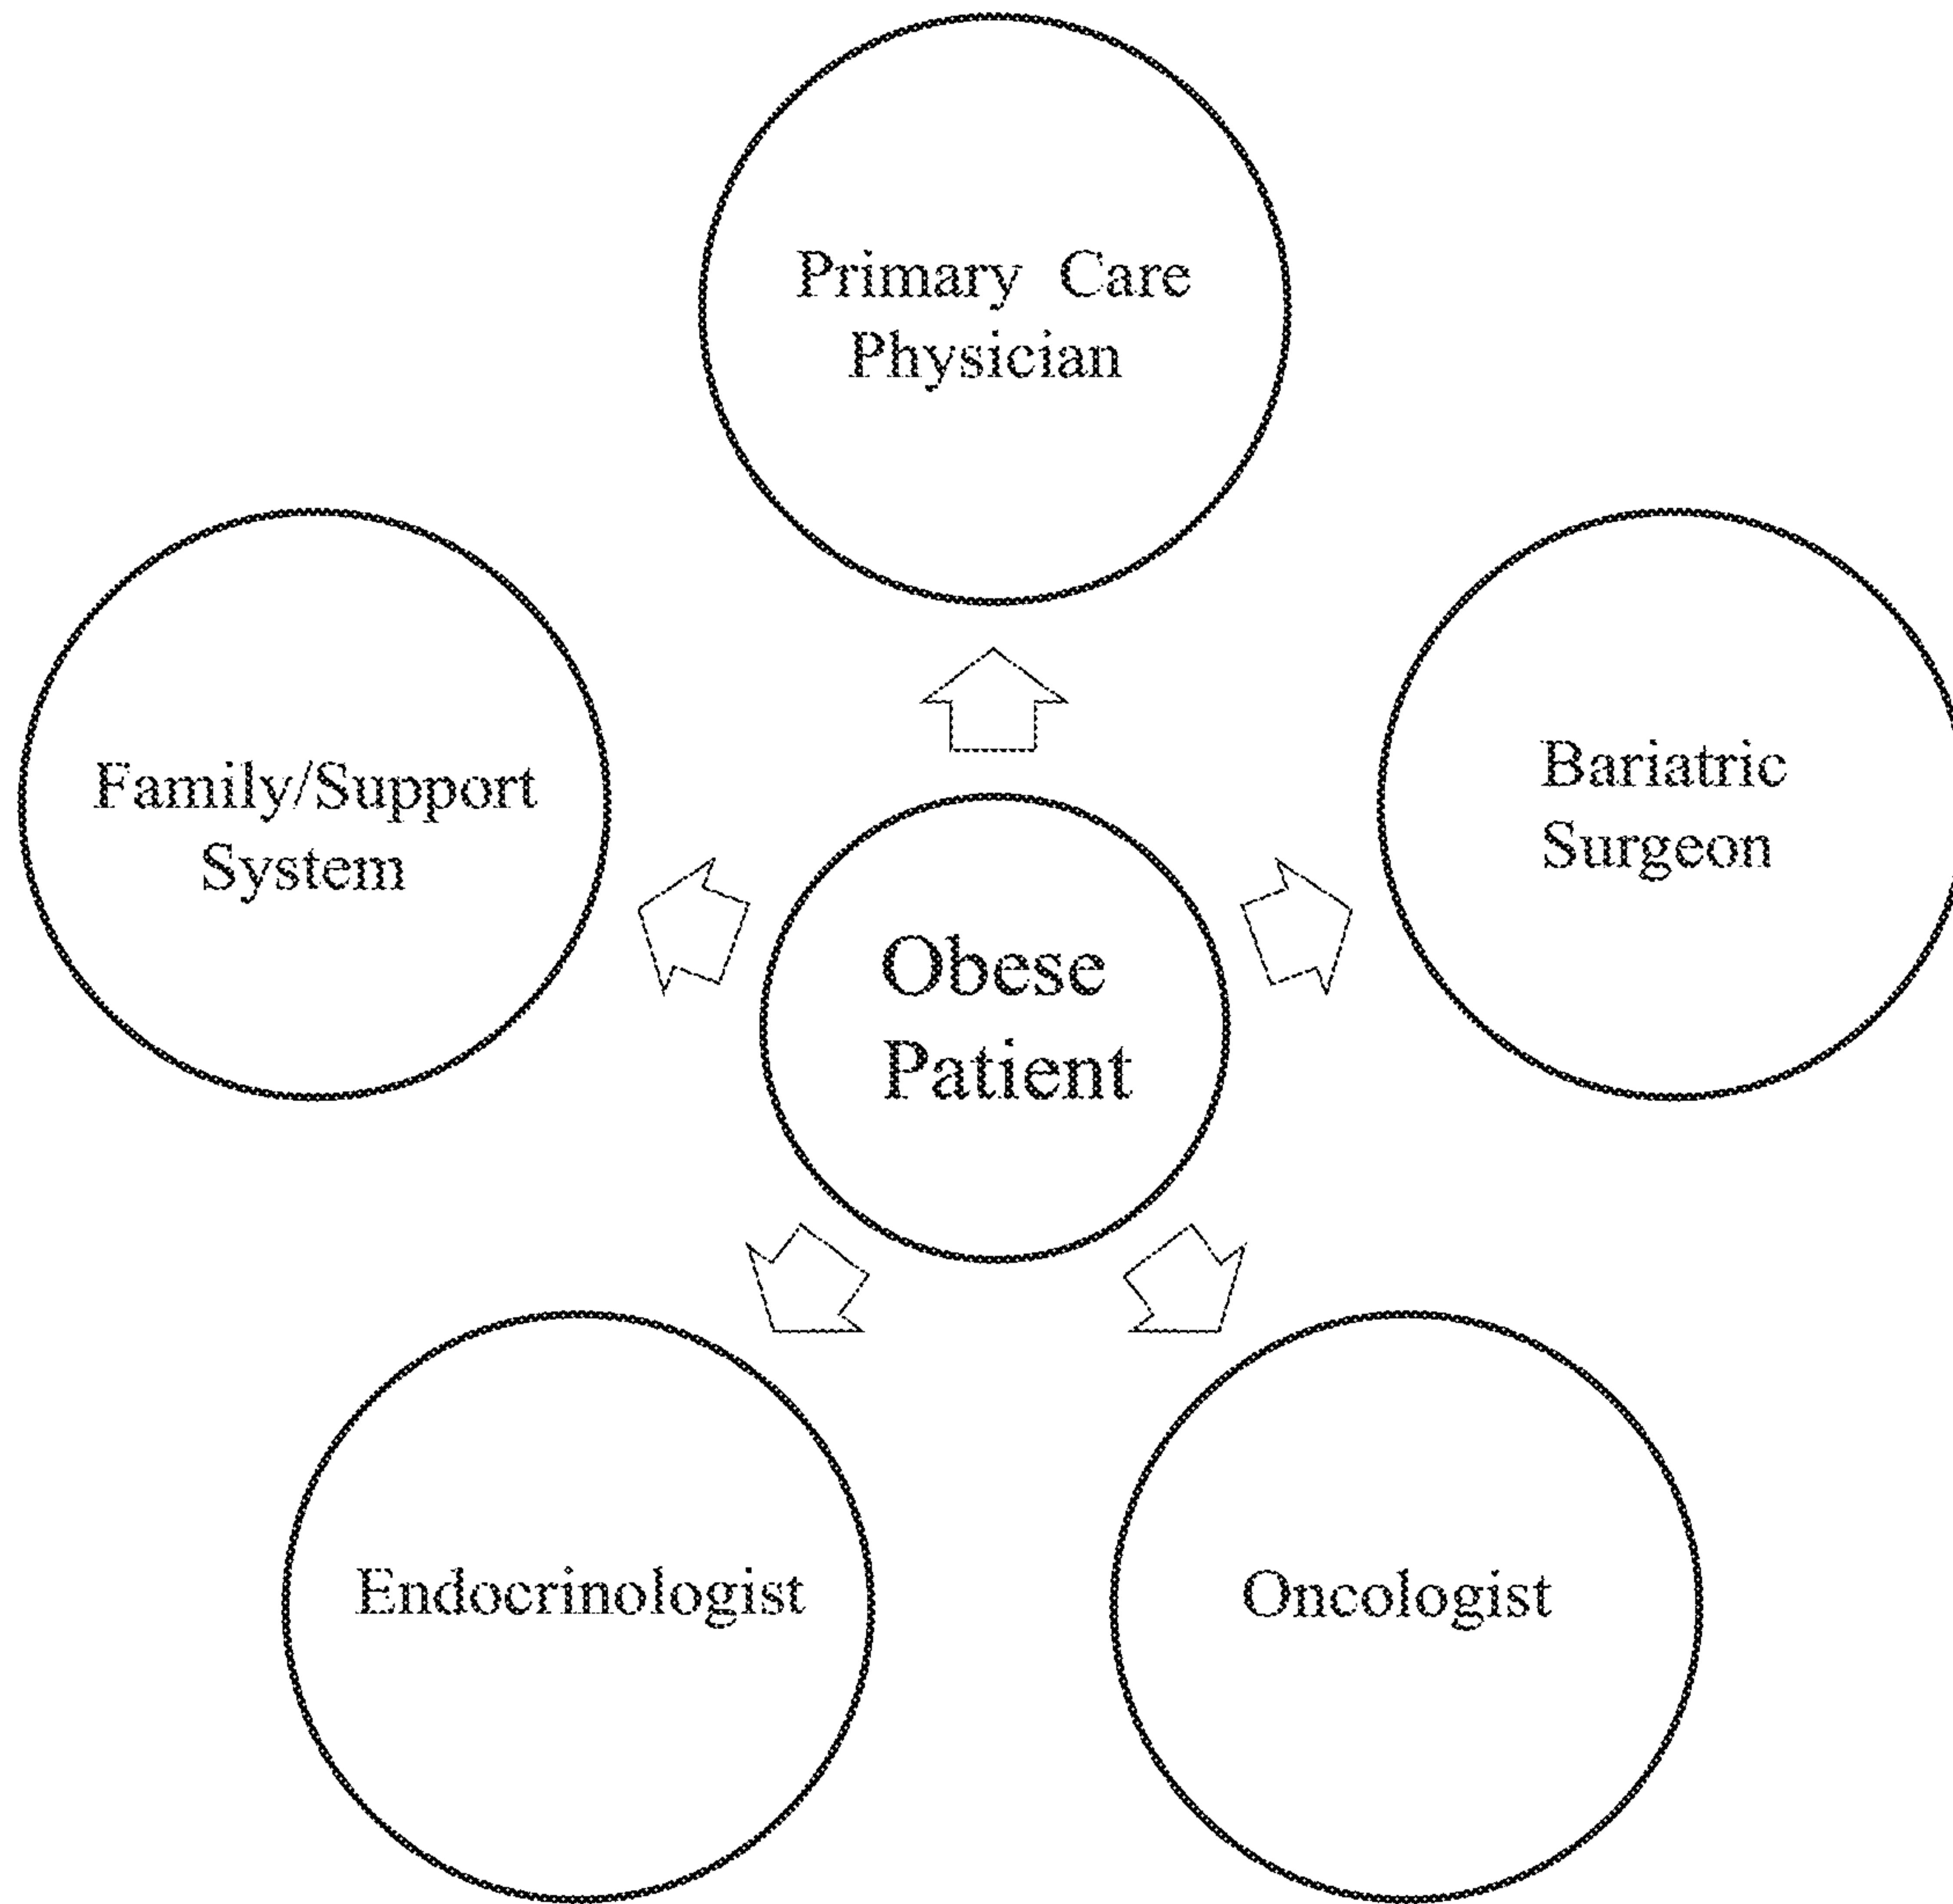 Primary Care
Physician
Family/Support
System
Bariatric
Surgeon
Obese
Patient
Endocrinologist
Oncologist